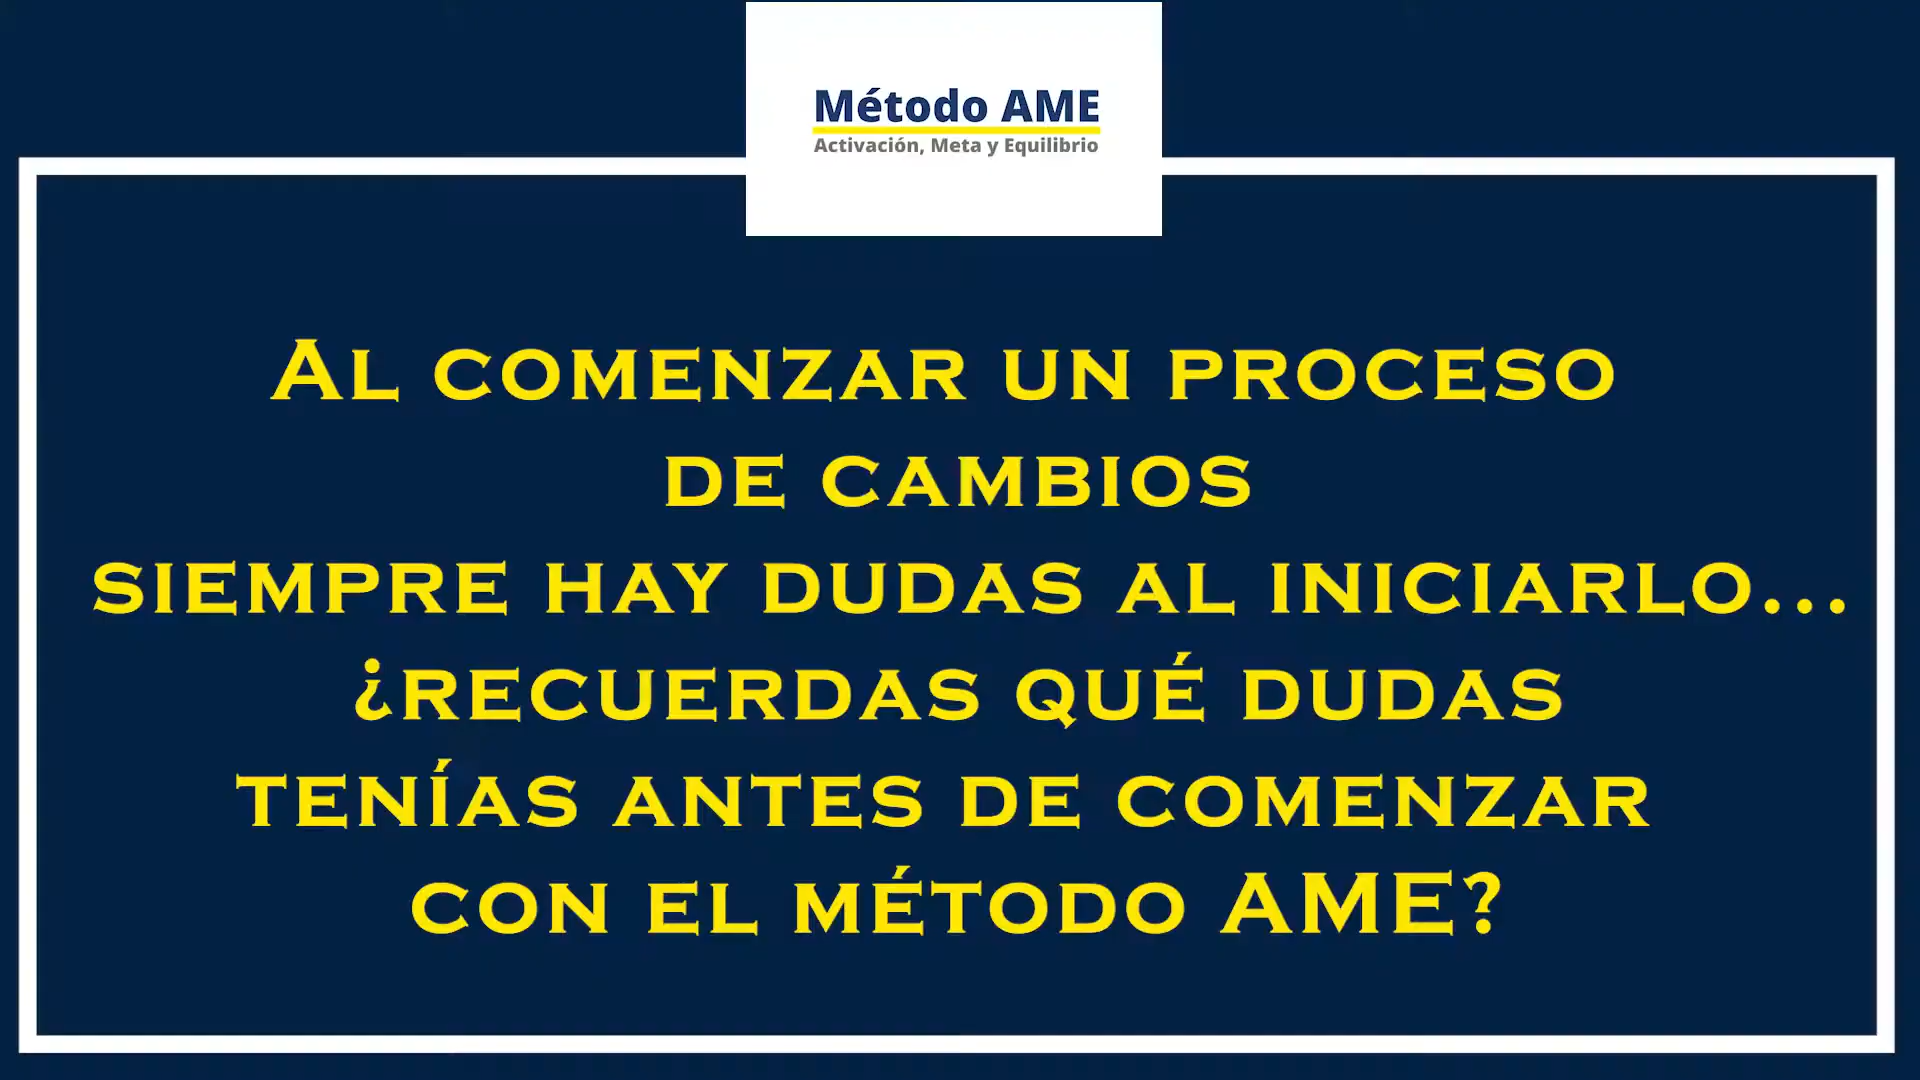 Método AME
Activación, Meta y Equilibrio
Al comenzar un proceso
de cambios
siempre hay dudas al iniciarlo...
¿recuerdas qué dudas
tenías antes de comenzar
con el método AME?